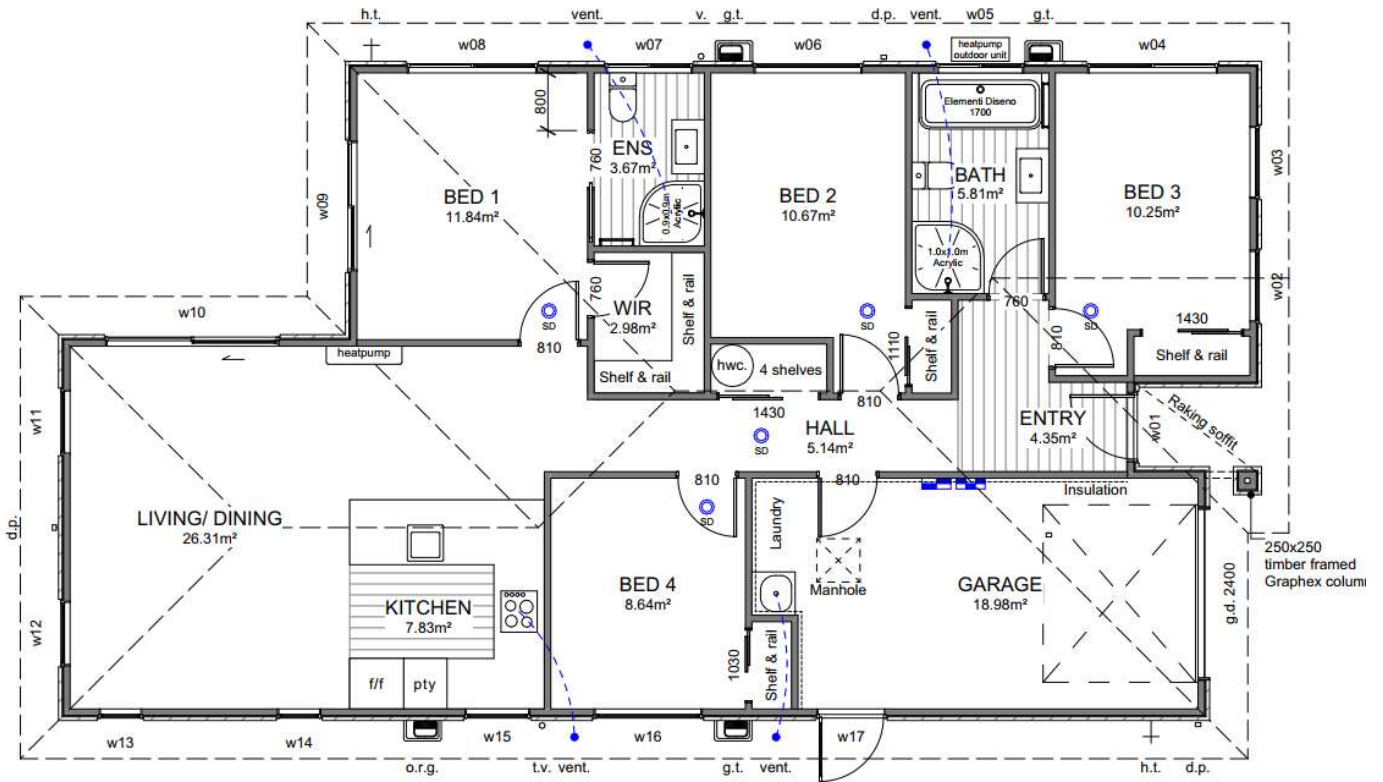 h.t.
vent.
v.
g.t.
d.p.
vent.
w05
g.t.
w08
w07
w06
heatpump
outdoor unit
w04
800
Elementi Diseno
1700
760
ENS
3.67m²
BED 1
11.84m²
BED 2
10.67m²
BATH
5.81m²
BED 3
10.25m²
w03
w09
0.9x0.9m
Acrylic
1.0x1.0m
Acrylic
w02
w10
760
WIR
2.98m²
Shelf & rail
SD
SD
760
SD
1430
810
810
heatpump
Shelf & rail
hwc.
4 shelves
1110
Shelf & rail
Shelf & rail
w11
1430
810
HALL
5.14m²
ENTRY
4.35m²
w01
Raking soffit
SD
810
810
Insulation
d.p.
LIVING/ DINING
26.31m²
SD
Laundry
250x250
timber framed
Graphex colum
BED 4
8.64m²
Manhole
GARAGE
18.98m²
g.d. 2400
KITCHEN
7.83m²
w12
1030
Shelf & rail
f/f
pty
w13
w14
w15
w16
w17
o.r.g.
t.v.
vent.
g.t.
vent.
h.t.
d.p.